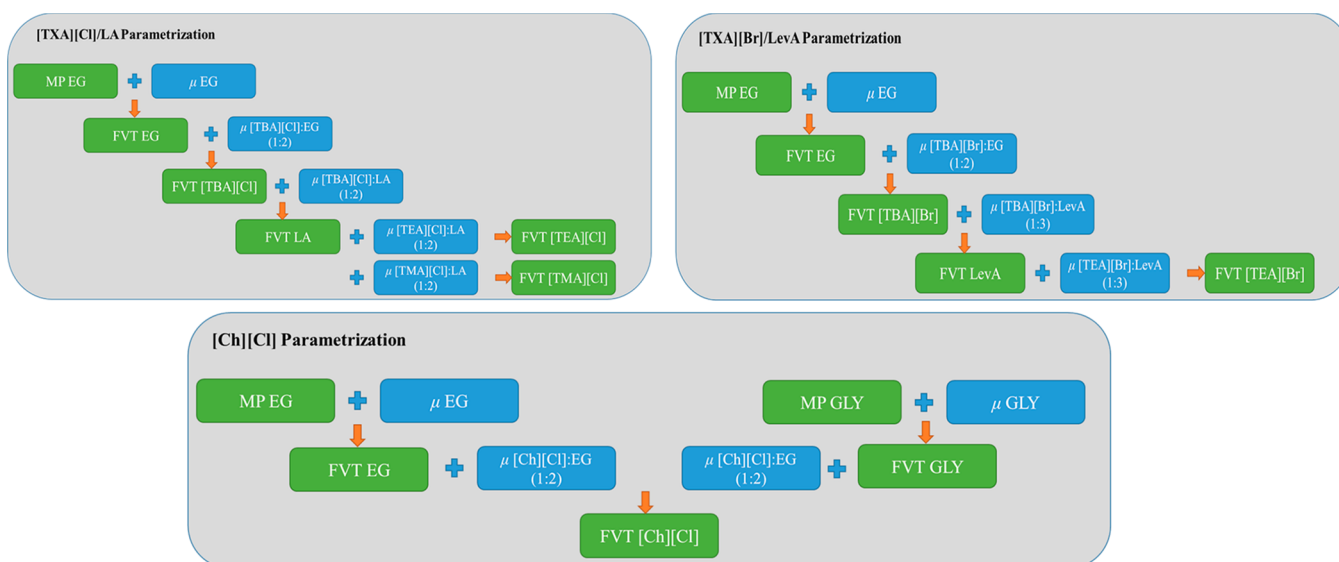 [TXA][Cl]/LA Parametrization
MP EG
μ EG
FVT EG
μ [TBA][Cl]:EG
(1:2)
FVT [TBA][Cl]
μ [TBA][Cl]:LA
(1:2)
FVT LA
μ [TEA][Cl]:LA
(1:2)
FVT [TEA][Cl]
μ [TMA][Cl]:LA
(1:2)
FVT [TMA][Cl]
[TXA][Br]/LevA Parametrization
MP EG
μ EG
FVT EG
μ [TBA][Br]:EG
(1:2)
FVT [TBA][Br]
μ [TBA][Br]:LevA
(1:3)
FVT LevA
μ [TEA][Br]:LevA
(1:3)
FVT [TEA][Br]
[Ch][Cl] Parametrization
MP EG
μ EG
MP GLY
μ GLY
FVT EG
μ [Ch][Cl]:EG
(1:2)
μ [Ch][Cl]:EG
(1:2)
FVT GLY
FVT [Ch][Cl]